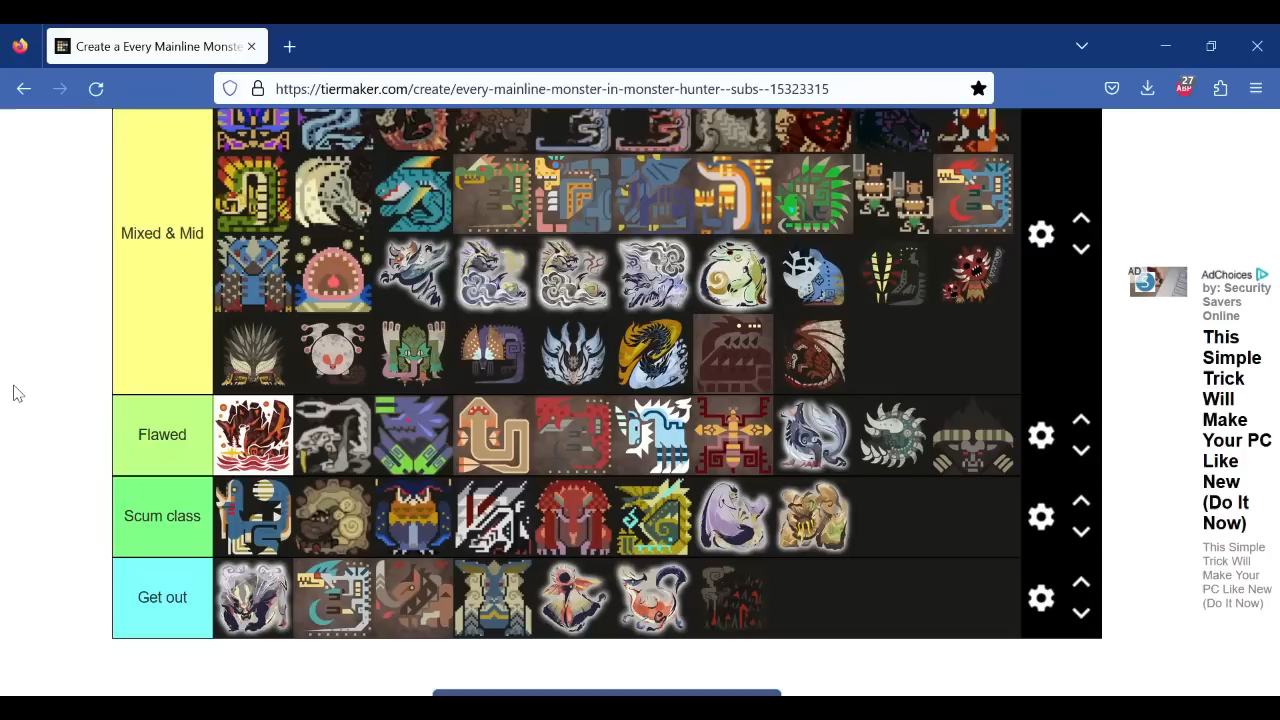 Create a Every Mainline Monste
https://tiermaker.com/create/every-mainline-monster-in-monster-hunter--subs--15323315
27
ABP
Mixed & Mid
Flawed
Scum class
Get out
AD
AdChoices
by: Security
Savers
Online
This
Simple
Trick
Will
Make
Your PC
Like
New
(Do It
Now)
This Simple
Trick Will
Make Your
PC Like New
(Do It Now)